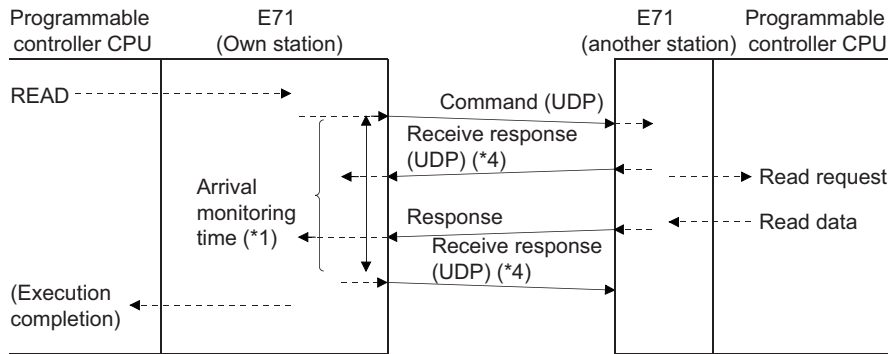 Programmable
controller CPU
E71
(Own station)
E71
(another station)
Programmable
controller CPU
READ
Command (UDP)
Receive response
(UDP) (*4)
Read request
Arrival
monitoring
time (*1)
Response
Read data
Receive response
(UDP) (*4)
(Execution
completion)